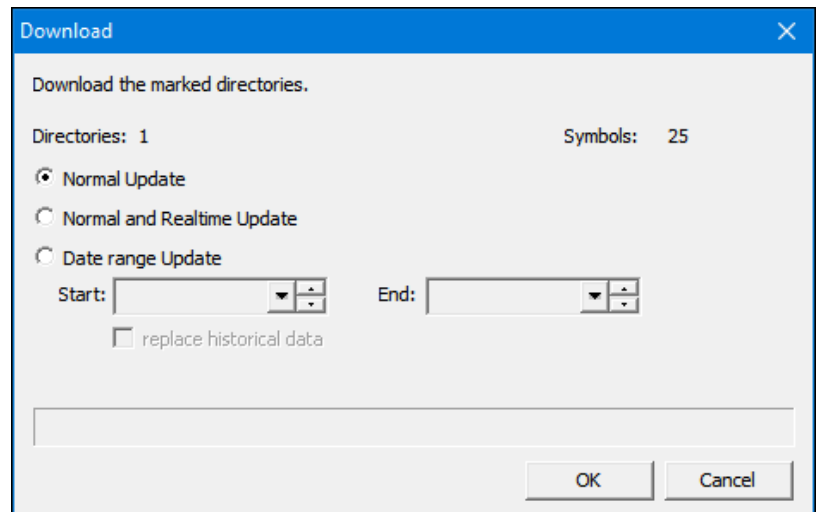 Download
Download the marked directories.
Directories: 1 Symbols: 25
Normal Update
Normal and Realtime Update
Date range Update
Start: End:
replace historical data
OK Cancel